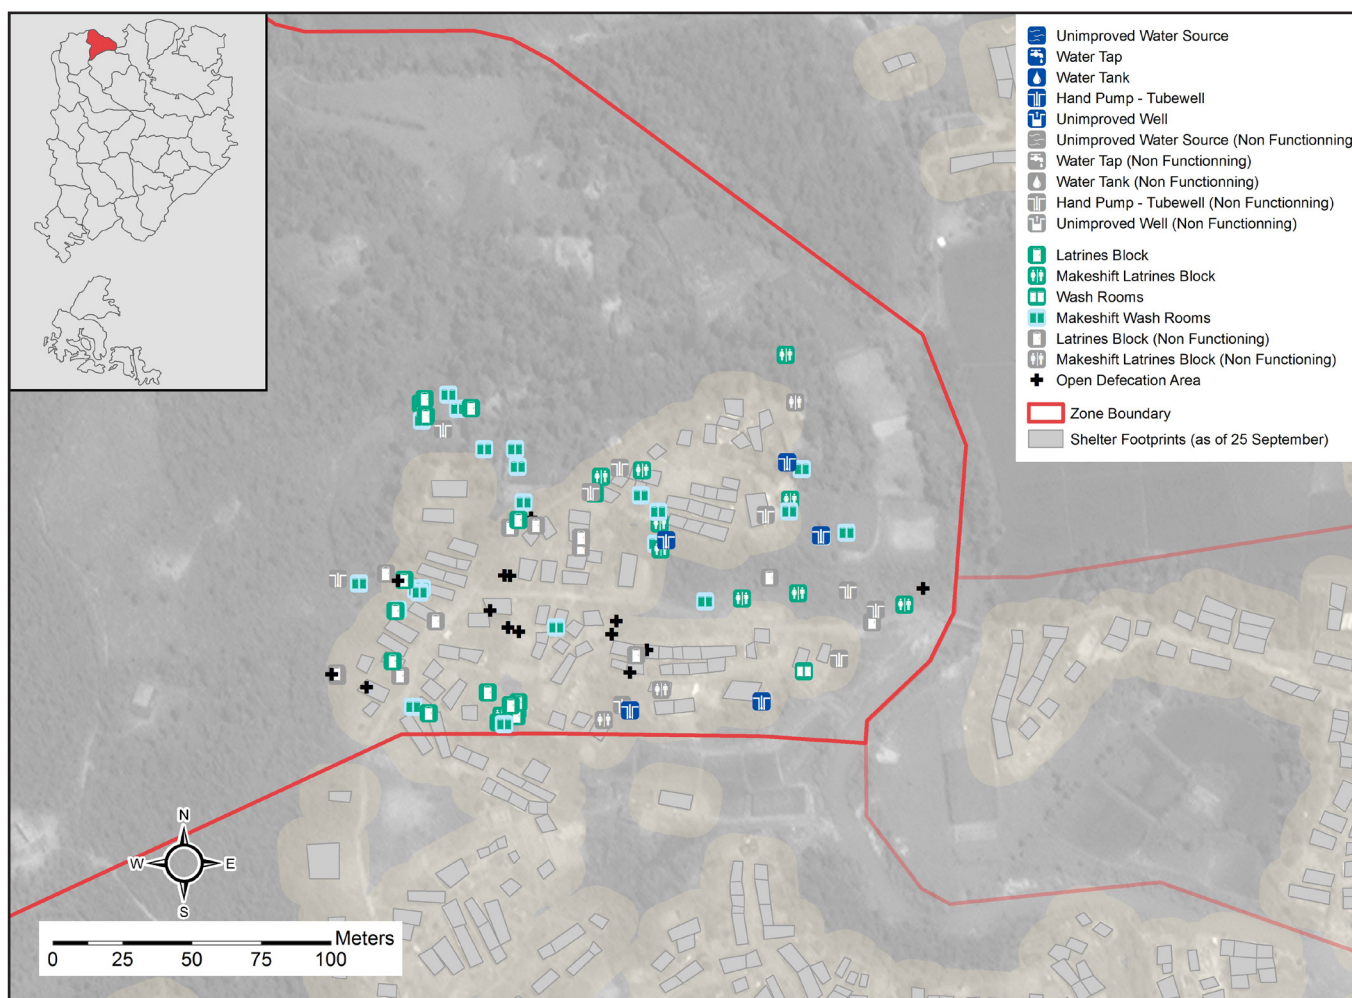 Unimproved Water Source
Water Tap
Water Tank
Hand Pump - Tubewell
Unimproved Well
Unimproved Water Source (Non Functionning
Water Tap (Non Functionning)
Water Tank (Non Functionning)
Hand Pump - Tubewell (Non Functionning)
Unimproved Well (Non Functionning)
Latrines Block
Makeshift Latrines Block
Wash Rooms
Makeshift Wash Rooms
Latrines Block (Non Functioning)
Makeshift Latrines Block (Non Functioning)
Open Defecation Area
Zone Boundary
Shelter Footprints (as of 25 September)
N
W E
S
Meters
0 25 50 75 100